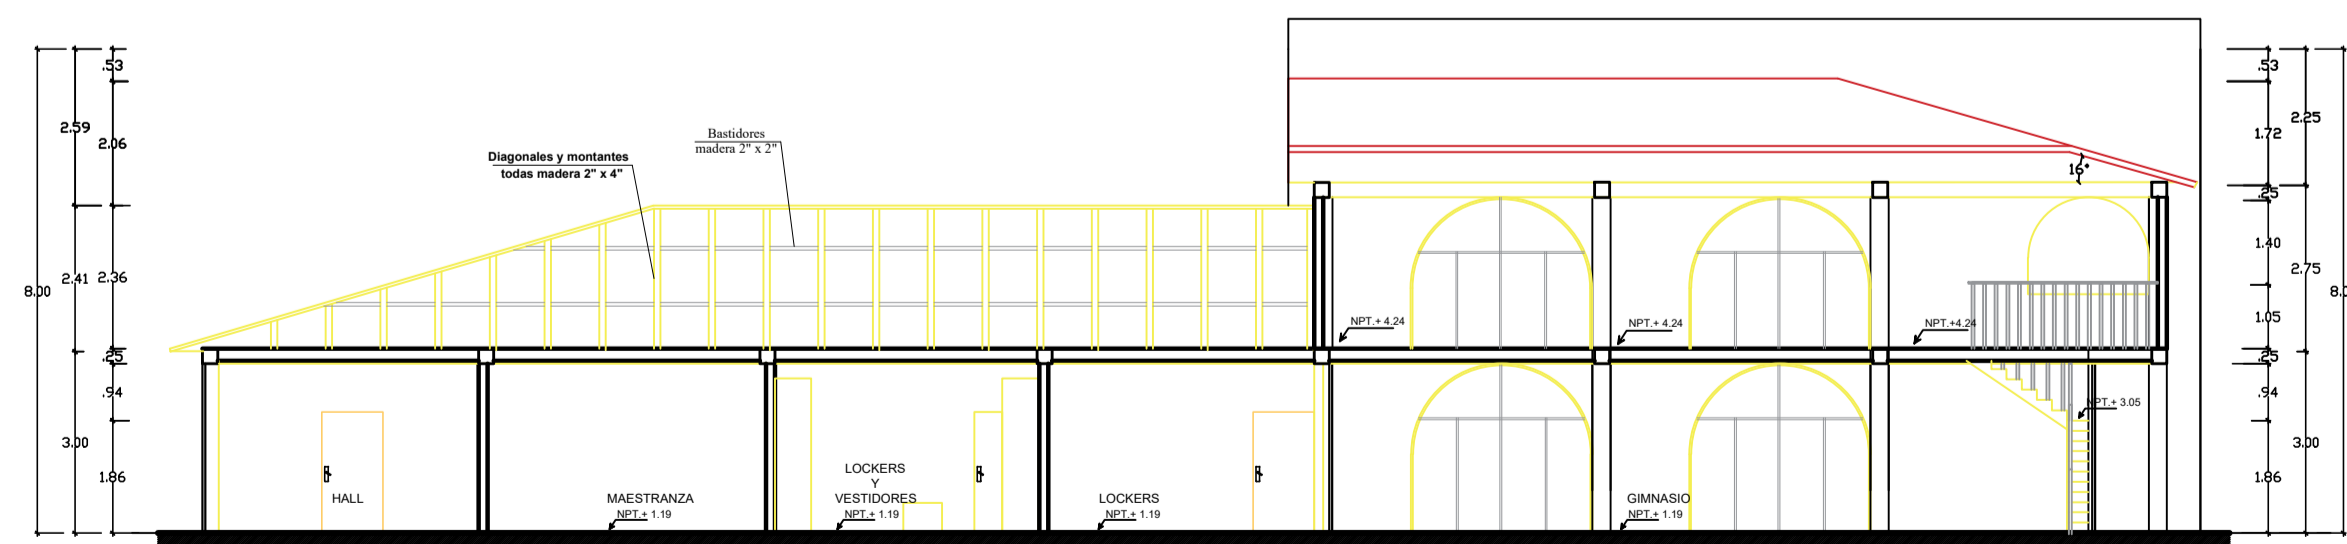 .53
2.59
2.06
8.00
2.41
2.36
.25
.94
3.00
1.86
Diagonales y montantes
todas madera 2" x 4"
Bastidores
madera 2" x 2"
16°
NPT.+ 4.24
NPT.+ 4.24
NPT.+4.24
NPT.+ 3.05
HALL
MAESTRANZA
NPT.+ 1.19
LOCKERS
Y
VESTIDORES
NPT.+ 1.19
LOCKERS
NPT.+ 1.19
GIMNASIO
NPT.+ 1.19
.53
2.25
1.72
.25
1.40
2.75
1.05
.25
.94
3.00
1.86